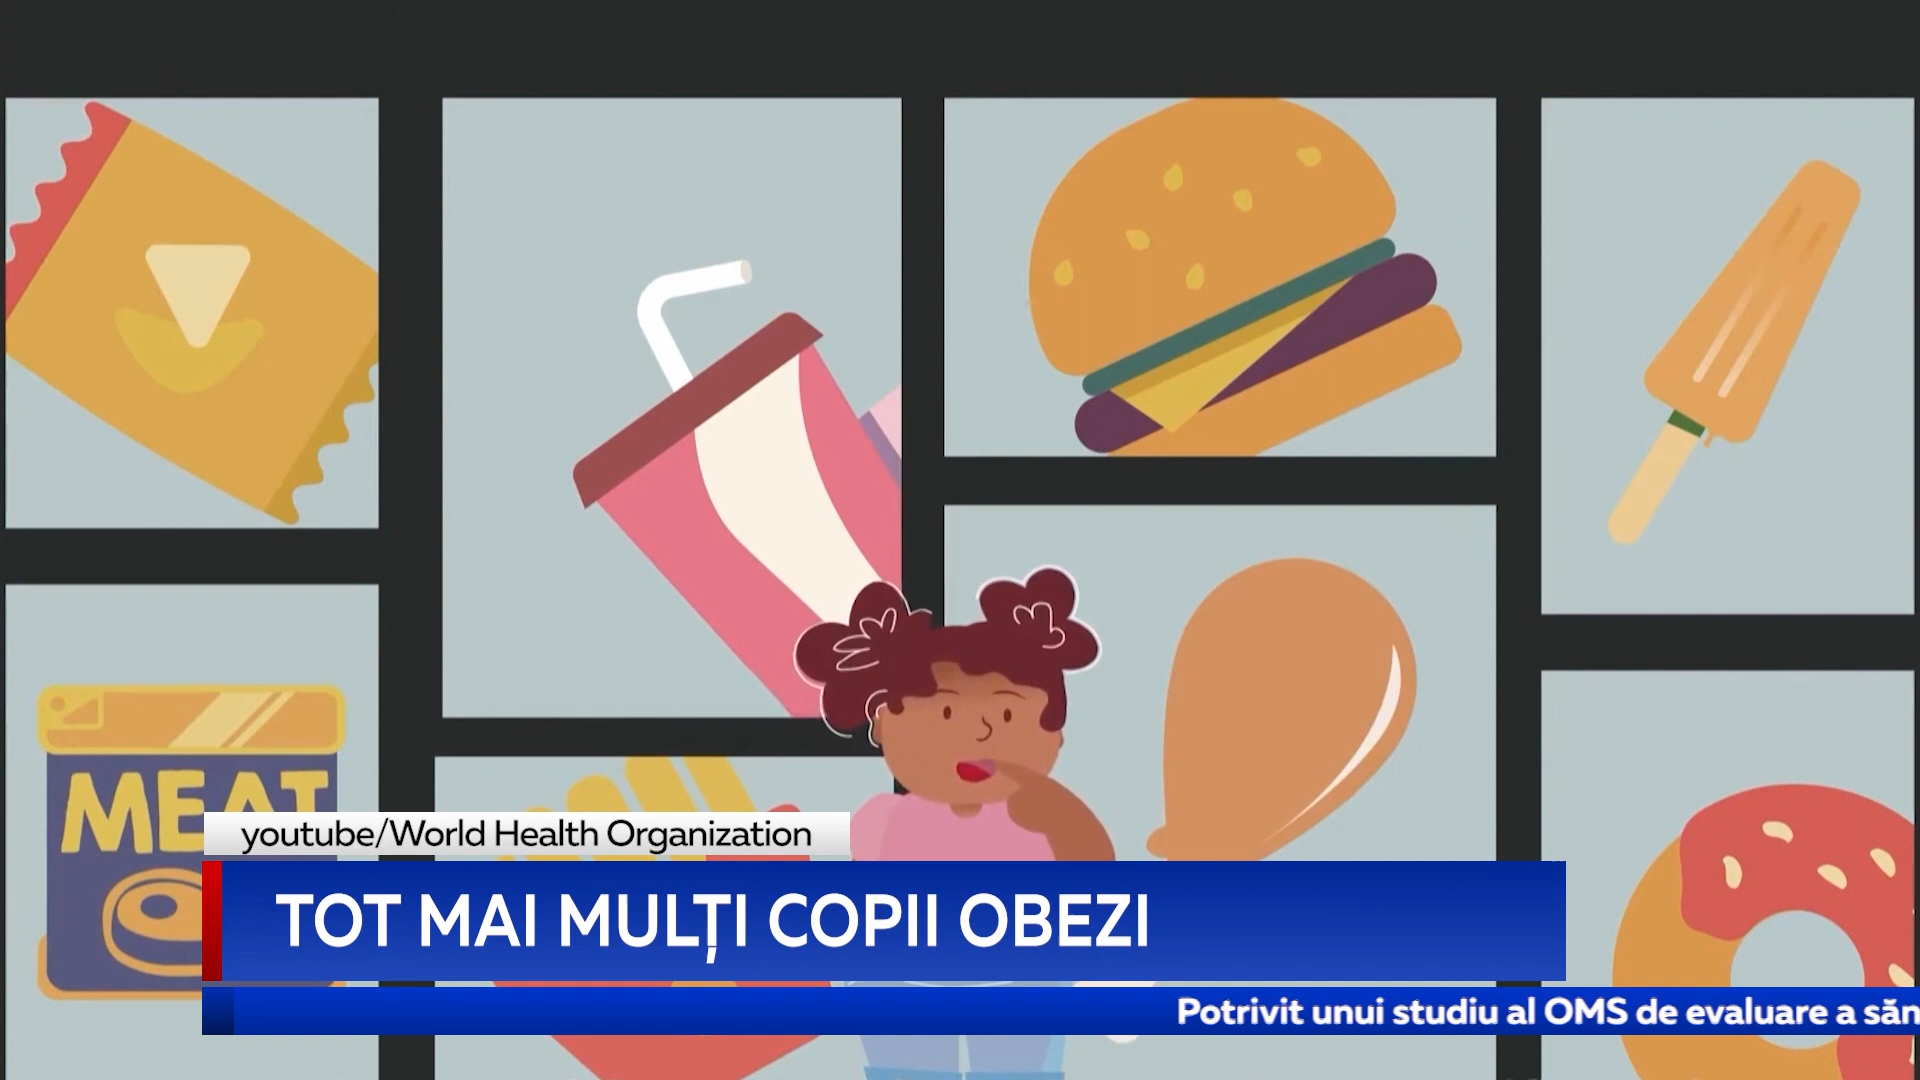 MEAT
youtube/World Health Organization
TOT MAI MULȚI COPII OBEZI
Potrivit unui studiu al OMS de evaluare a săn